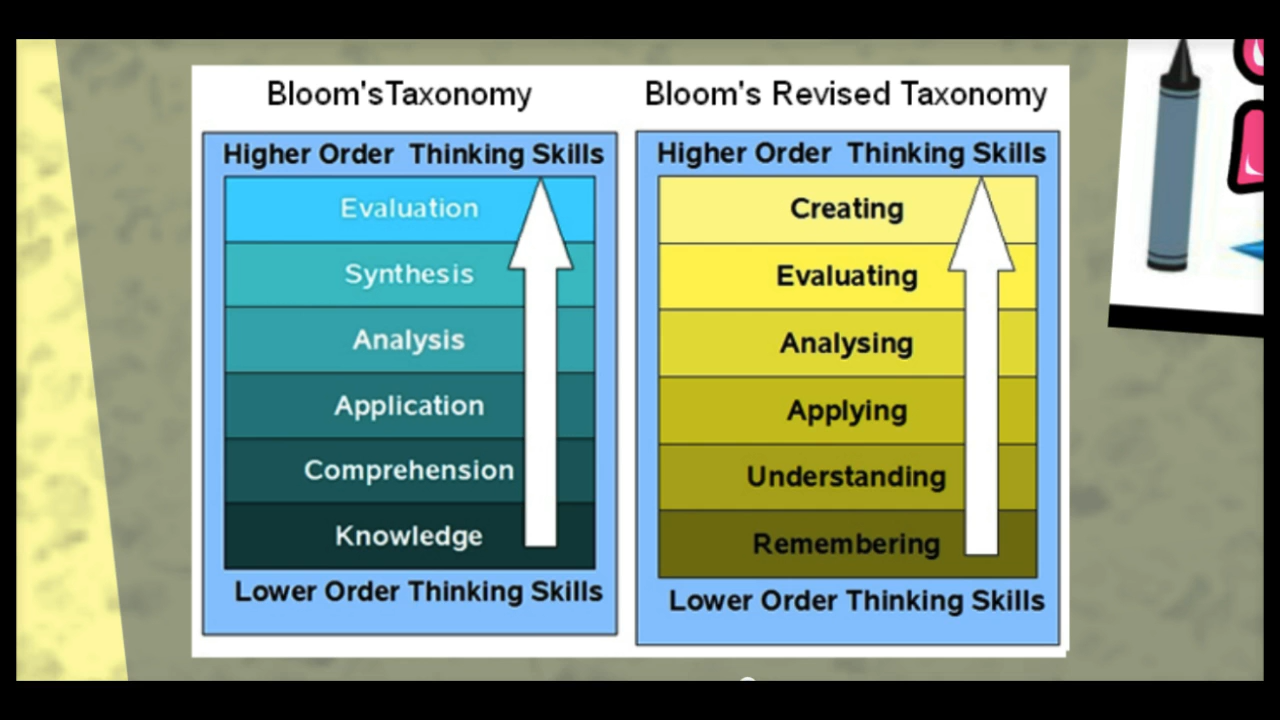 Bloom'sTaxonomy
Higher Order Thinking Skills
Evaluation
Synthesis
Analysis
Application
Comprehension
Knowledge
Lower Order Thinking Skills
Bloom's Revised Taxonomy
Higher Order Thinking Skills
Creating
Evaluating
Analysing
Applying
Understanding
Remembering
Lower Order Thinking Skills